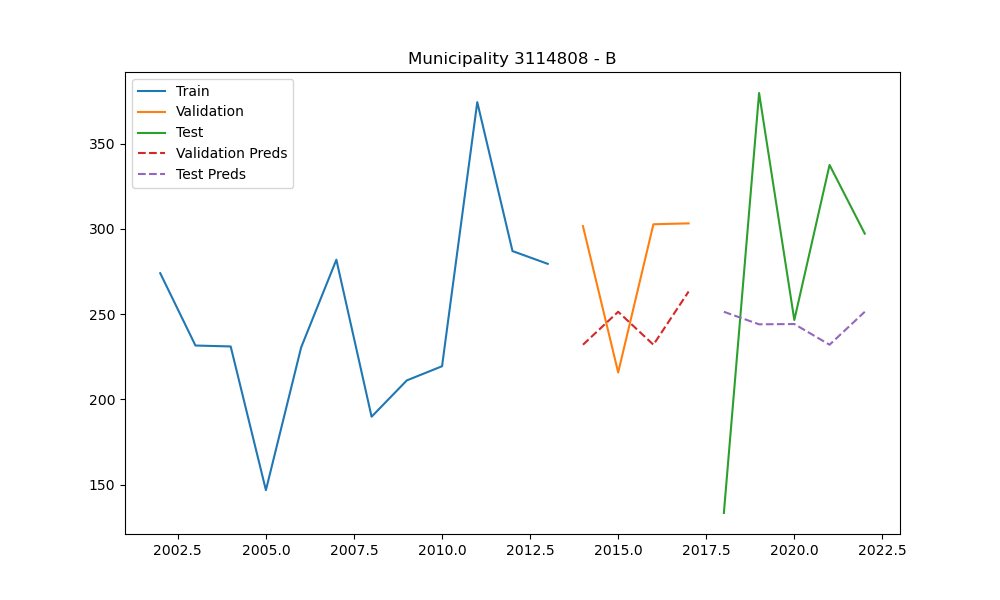 Municipality 3114808 - B
Train
Validation
Test
Validation Preds
Test Preds
350
300
250
200
150
2002.5 2005.0 2007.5 2010.0 2012.5 2015.0 2017.5 2020.0 2022.5